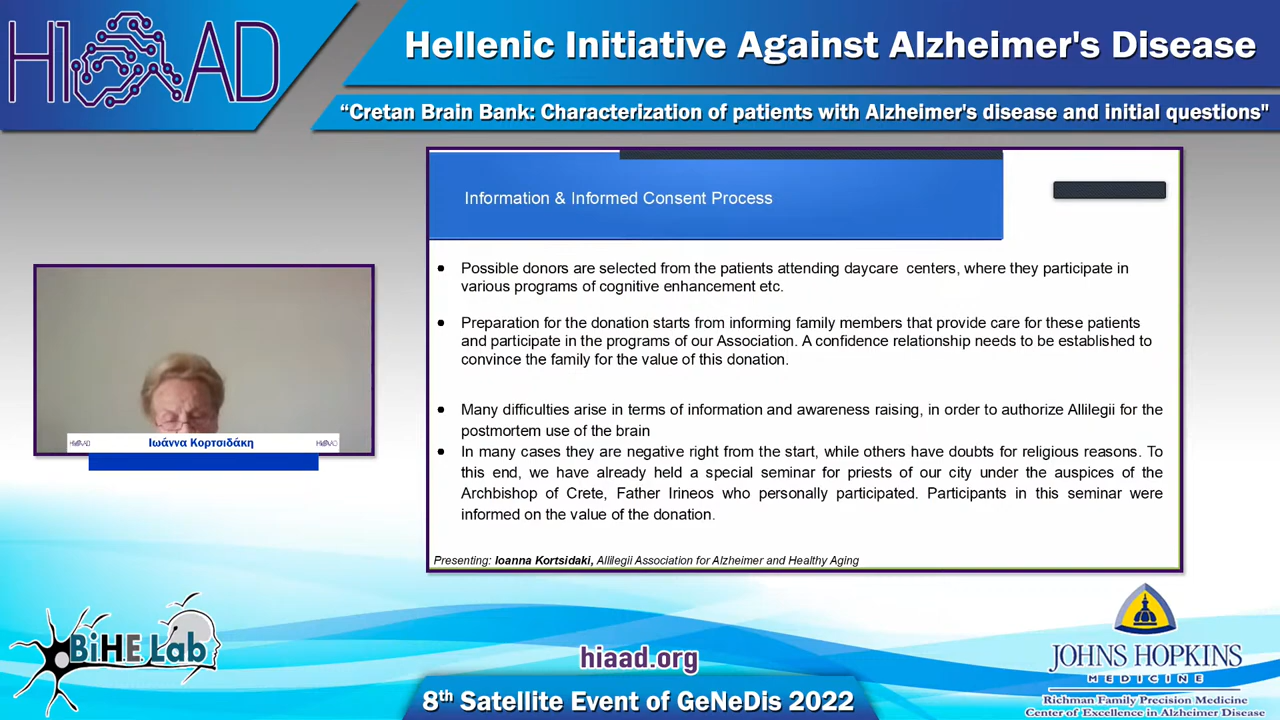 HIAAD
Hellenic Initiative Against Alzheimer's Disease
“Cretan Brain Bank: Characterization of patients with Alzheimer's disease and initial questions"
Information & Informed Consent Process
● Possible donors are selected from the patients attending daycare centers, where they participate in
various programs of cognitive enhancement etc.
● Preparation for the donation starts from informing family members that provide care for these patients
and participate in the programs of our Association. A confidence relationship needs to be established to
convince the family for the value of this donation.
● Many difficulties arise in terms of information and awareness raising, in order to authorize Allilegii for the
postmortem use of the brain
● In many cases they are negative right from the start, while others have doubts for religious reasons. To
this end, we have already held a special seminar for priests of our city under the auspices of the
Archbishop of Crete, Father Irineos who personally participated. Participants in this seminar were
informed on the value of the donation.
Presenting: Ioanna Kortsidaki, Allilegii Association for Alzheimer and Healthy Aging
HIAAD
Ιωάννα Κορτσιδάκη
HIAAD
BiHE Lab
hiaad.org
8th Satellite Event of GeNeDis 2022
JOHNS HOPKINS
MEDICINE
Richman Family Precision Medicine
Center of Excellence in Alzheimer Disease